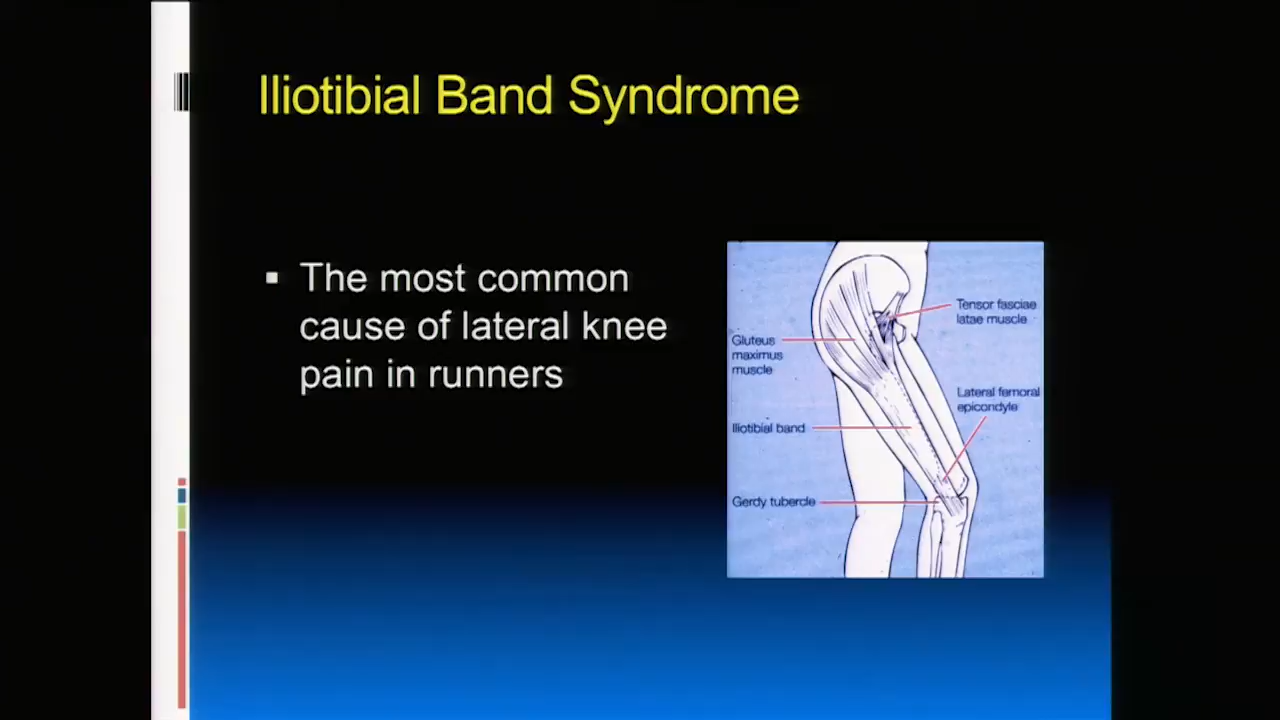 Iliotibial Band Syndrome
The most common
cause of lateral knee
pain in runners
Tensor fasciae
latae muscle
Gluteus
maximus
muscle
Lateral femoral
epicondyle
Iliotibial band
Gerdy tubercle